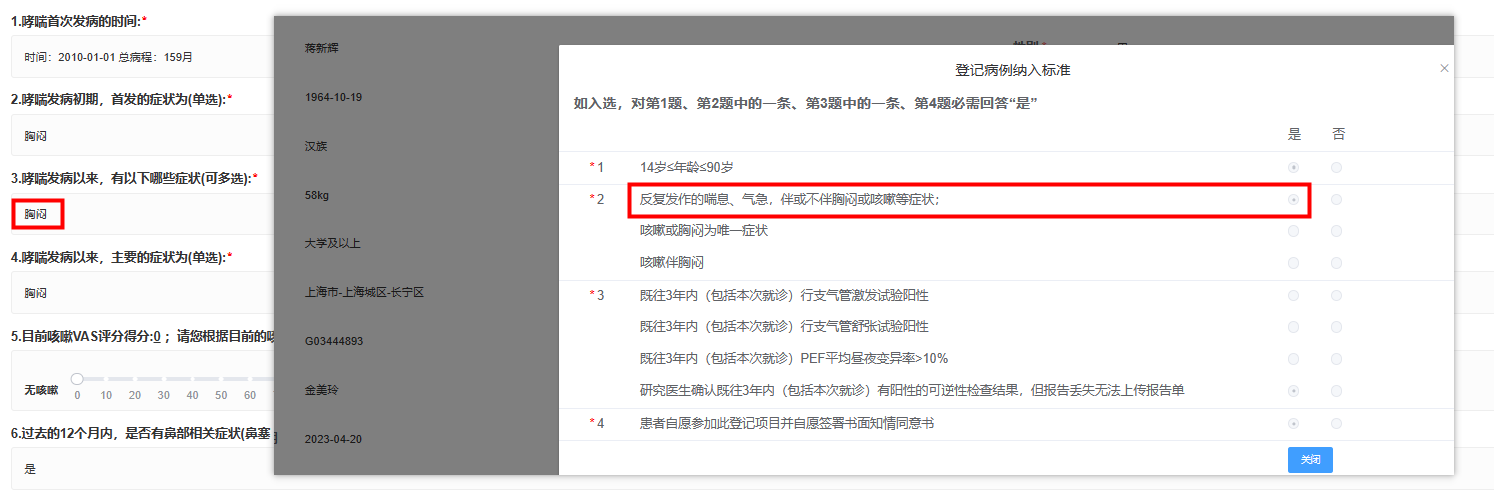 1.哮喘首次发病的时间:*
时间：2010-01-01 总病程：159月
2.哮喘发病初期，首发的症状为(单选):*
胸闷
3.哮喘发病以来，有以下哪些症状(可多选):*
胸闷
4.哮喘发病以来，主要的症状为(单选):*
胸闷
5.目前咳嗽VAS评分得分:0 ；请您根据目前的
无咳嗽
0 10 20 30 40 50 60
6.过去的12个月内，是否有鼻部相关症状(鼻塞
是
蒋新辉
1964-10-19
汉族
58kg
大学及以上
上海市-上海城区-长宁区
G03444893
金美玲
2023-04-20
登记病例纳入标准
×
如入选，对第1题、第2题中的一条、第3题中的一条、第4题必需回答“是”
是 否
*1 14岁≤年龄≤90岁
*2 反复发作的喘息、气急，伴或不伴胸闷或咳嗽等症状；
咳嗽或胸闷为唯一症状
咳嗽伴胸闷
*3 既往3年内（包括本次就诊）行支气管激发试验阳性
既往3年内（包括本次就诊）行支气管舒张试验阳性
既往3年内（包括本次就诊）PEF平均昼夜变异率>10%
研究医生确认既往3年内（包括本次就诊）有阳性的可逆性检查结果，但报告丢失无法上传报告单
*4 患者自愿参加此登记项目并自愿签署书面知情同意书
关闭